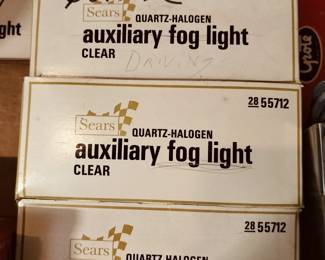 Sears
QUARTZ-HALOGEN
auxiliary fog light
CLEAR
DRIVING
28 55712
Sears
QUARTZ-HALOGEN
auxiliary fog light
CLEAR
28 55712
Sears
QUARTZ-HALOGEN
Grote